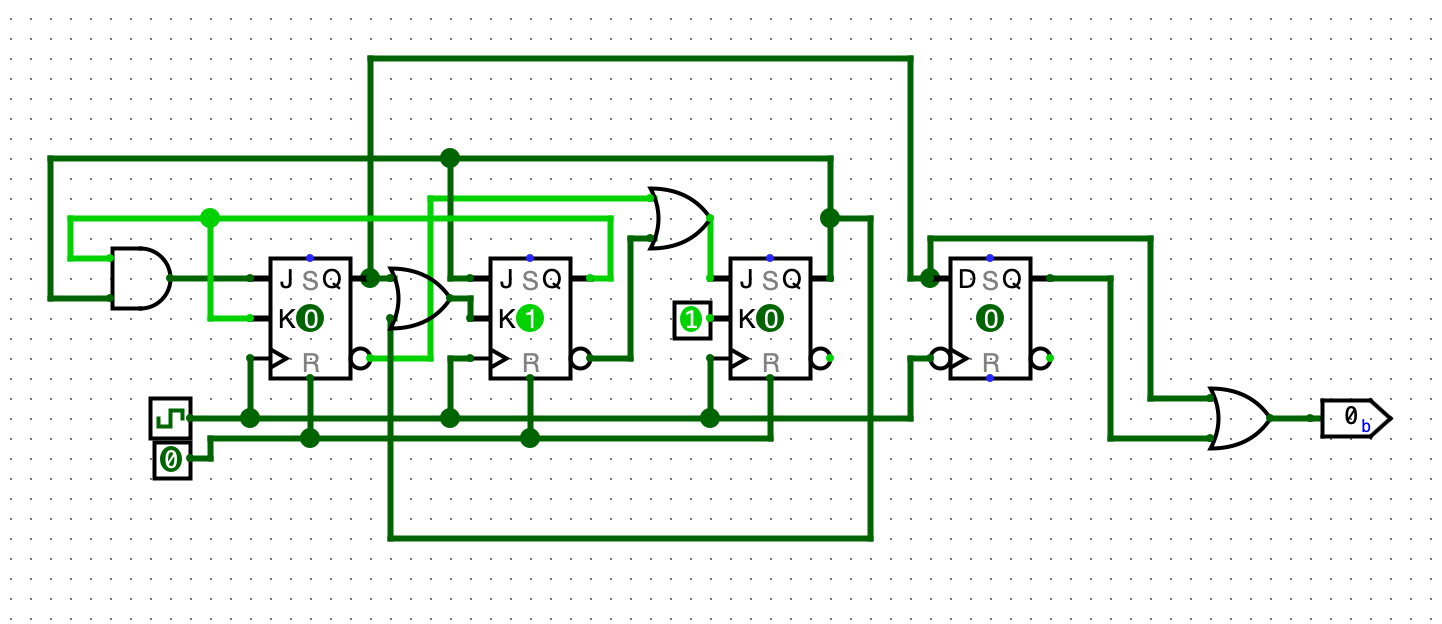 J S Q J S Q J S Q D S Q
K 0 K 1 1 K 0 0
R R R R
0 b
0